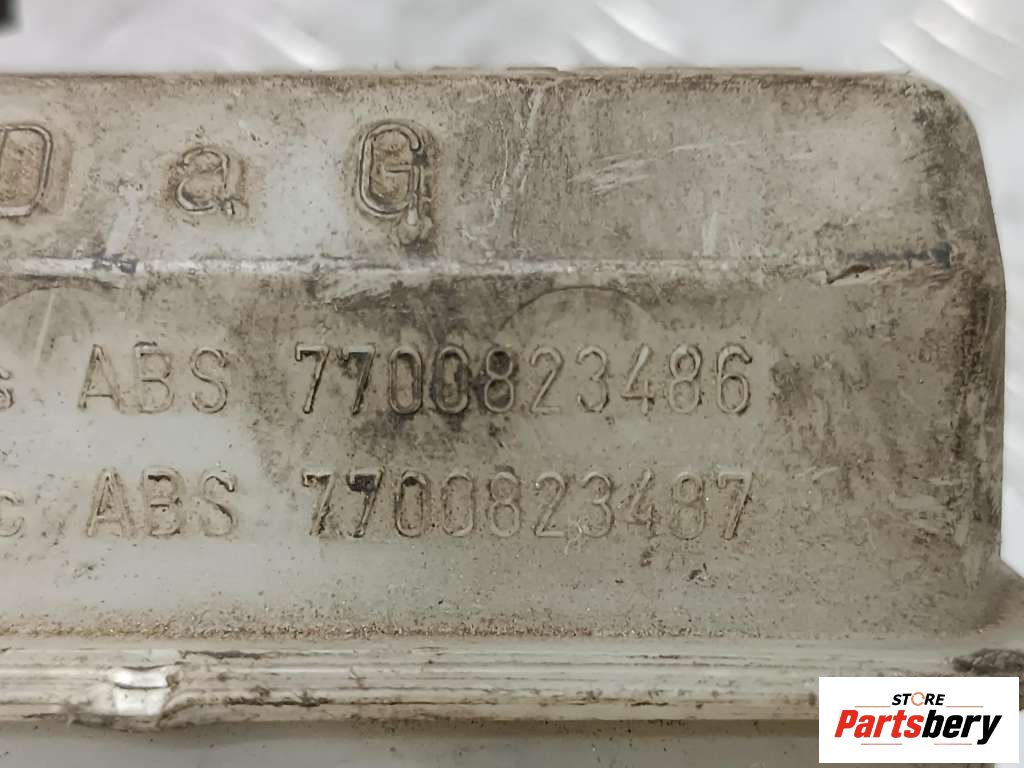 D a G
s ABS 7700823486
c ABS 7700823487
STORE
Partsbery